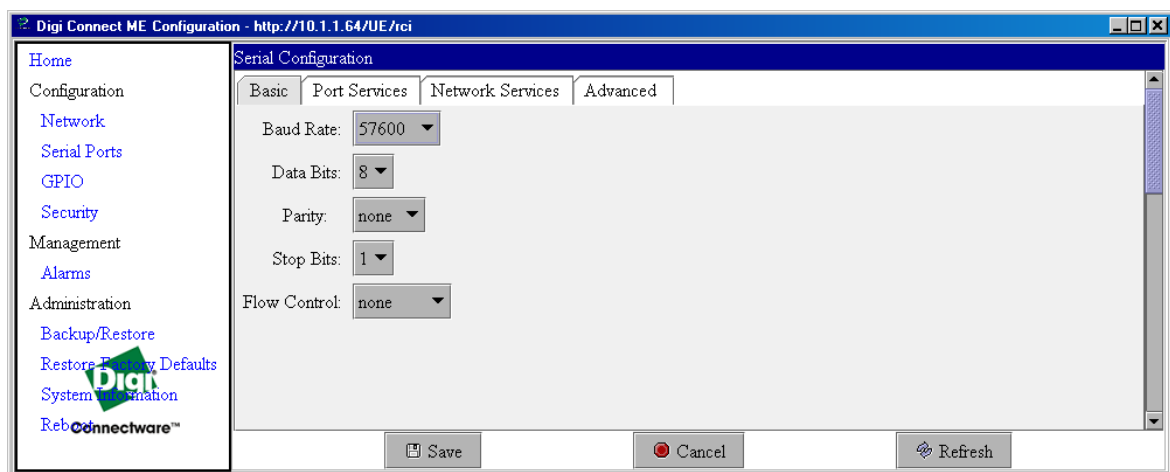 Digi Connect ME Configuration - http://10.1.1.64/UE/rci
Home
Configuration
Network
Serial Ports
GPIO
Security
Management
Alarms
Administration
Backup/Restore
Restore Factory Defaults
System Information
Reboot
Digi
Connectware™
Serial Configuration
Basic Port Services Network Services Advanced
Baud Rate: 57600
Data Bits: 8
Parity: none
Stop Bits: 1
Flow Control: none
Save Cancel Refresh